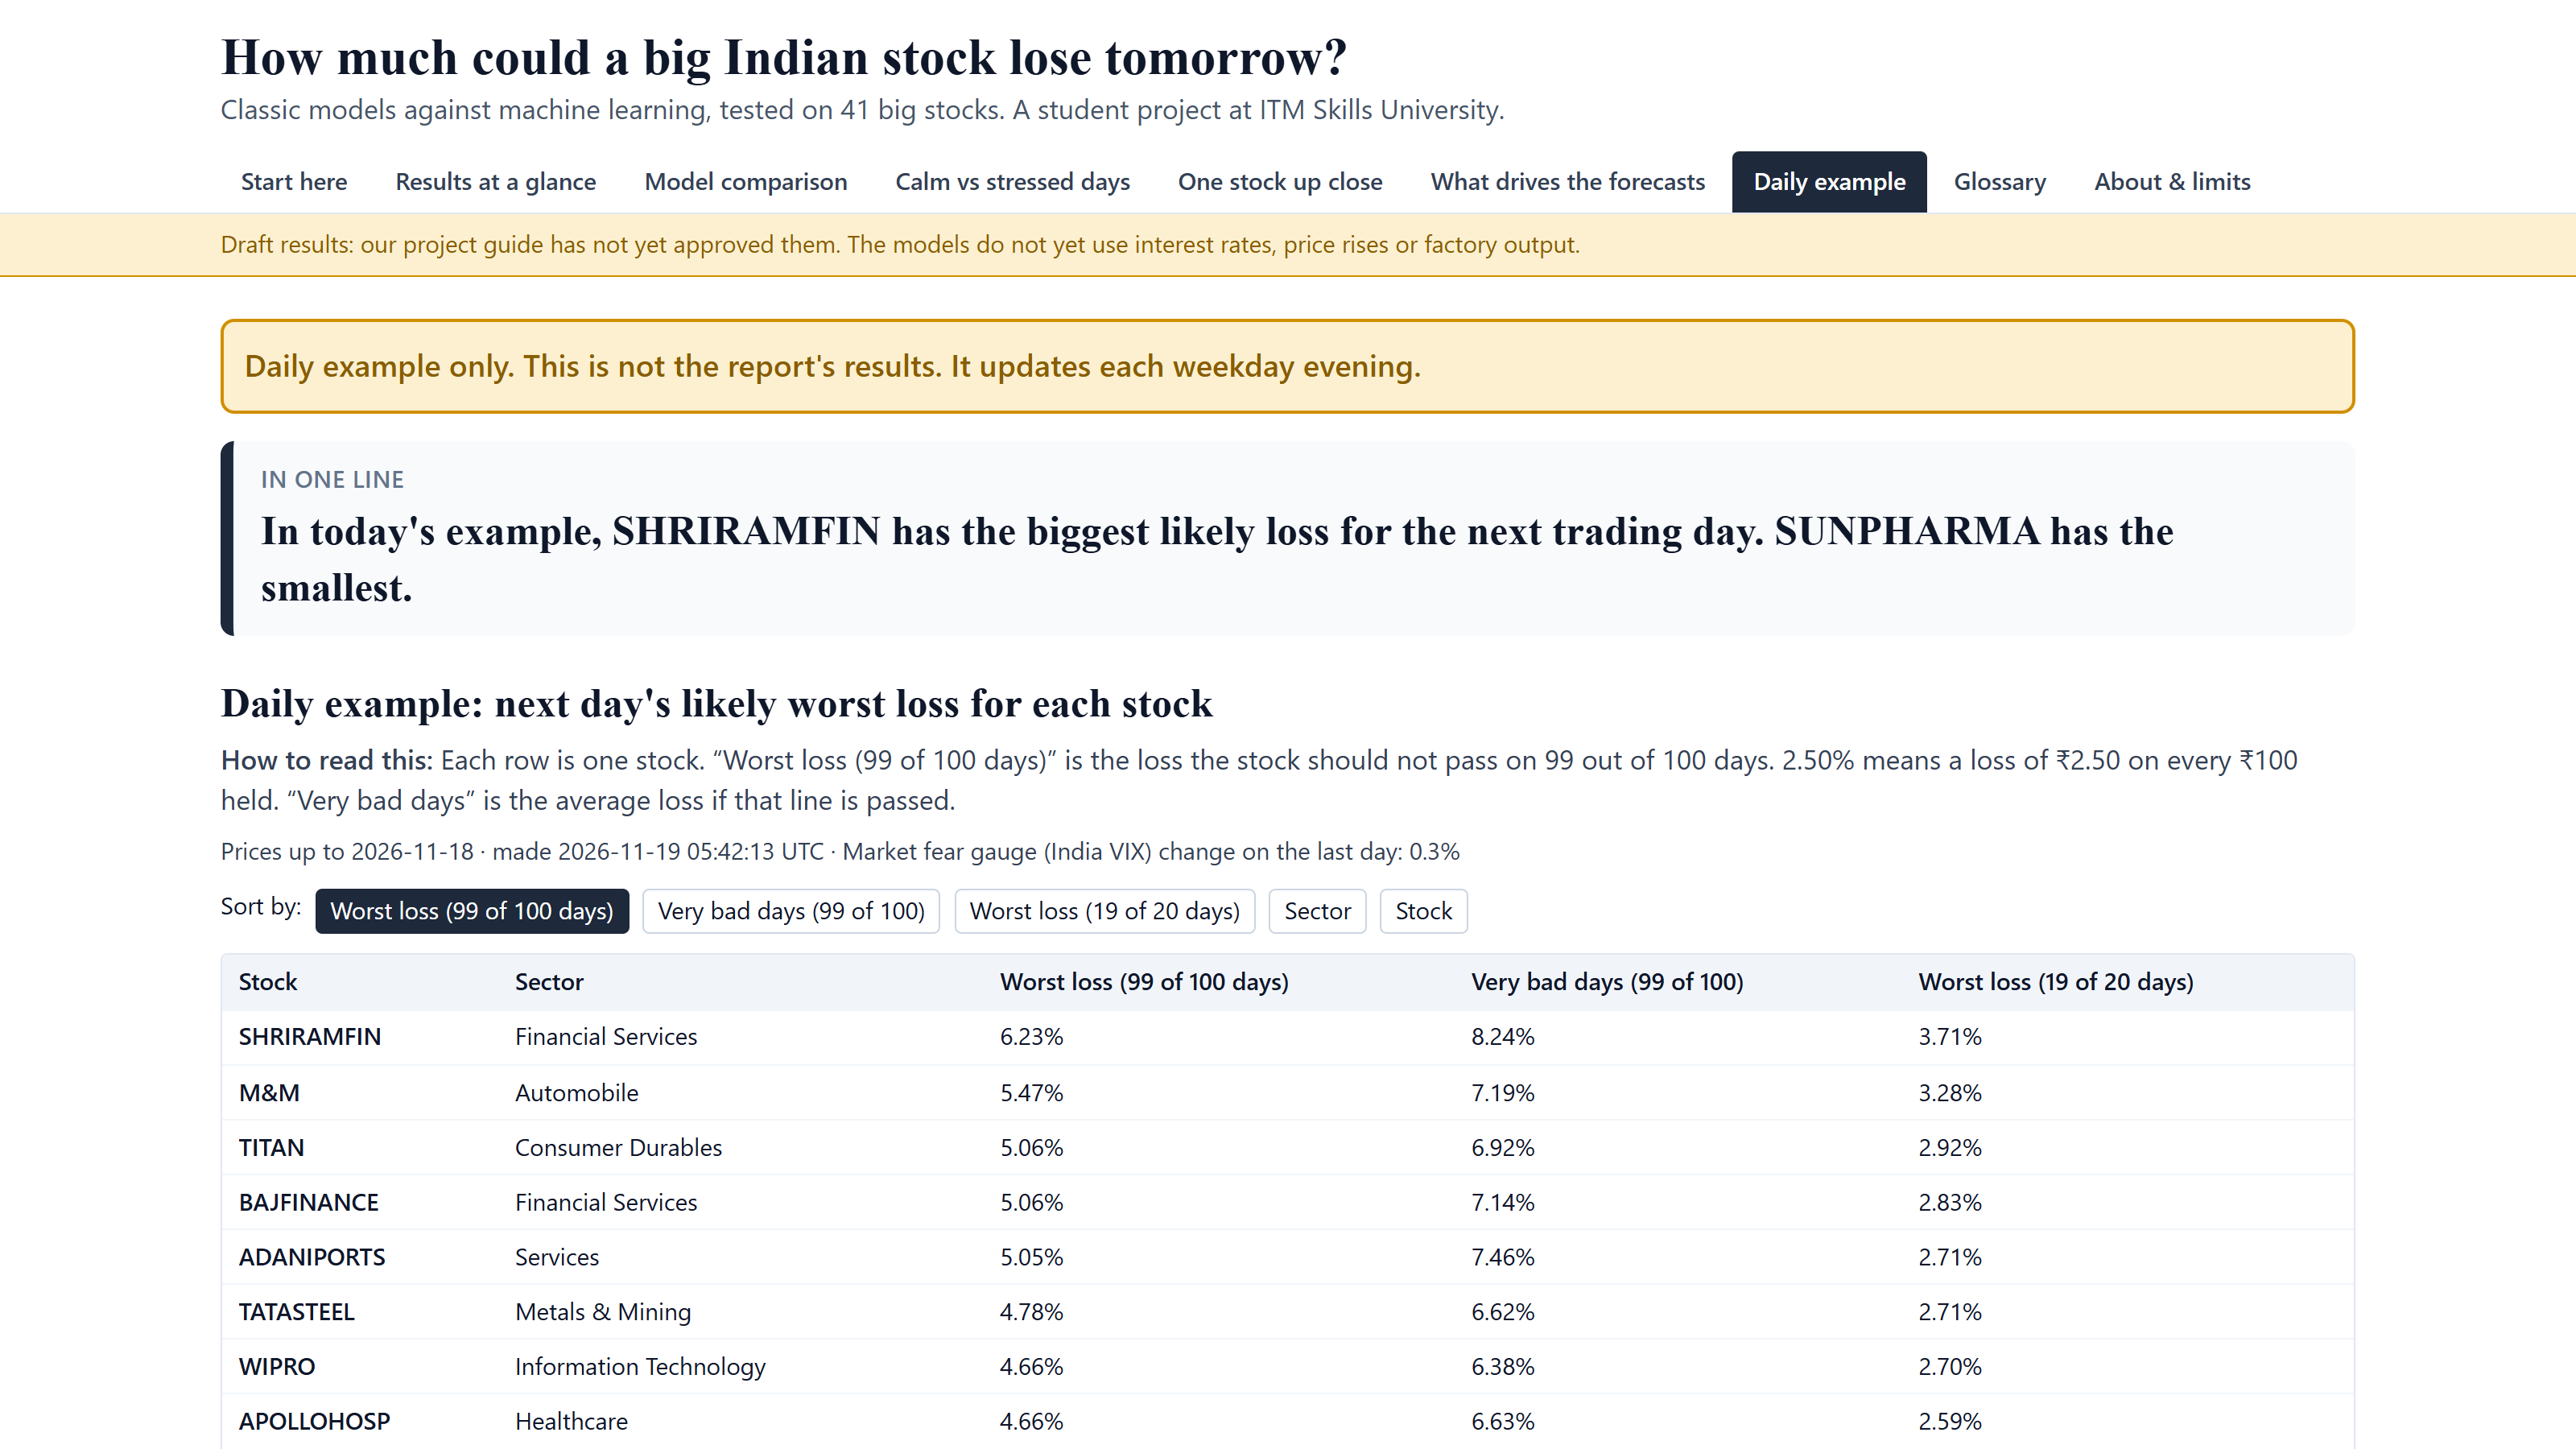 How much could a big Indian stock lose tomorrow?
Classic models against machine learning, tested on 41 big stocks. A student project at ITM Skills University.
Start here Results at a glance Model comparison Calm vs stressed days One stock up close What drives the forecasts Daily example Glossary About & limits
Draft results: our project guide has not yet approved them. The models do not yet use interest rates, price rises or factory output.
Daily example only. This is not the report's results. It updates each weekday evening.
IN ONE LINE
In today's example, SHRIRAMFIN has the biggest likely loss for the next trading day. SUNPHARMA has the
smallest.
Daily example: next day's likely worst loss for each stock
How to read this: Each row is one stock. “Worst loss (99 of 100 days)” is the loss the stock should not pass on 99 out of 100 days. 2.50% means a loss of ₹2.50 on every ₹100
held. “Very bad days” is the average loss if that line is passed.
Prices up to 2026-11-18 · made 2026-11-19 05:42:13 UTC · Market fear gauge (India VIX) change on the last day: 0.3%
Sort by: Worst loss (99 of 100 days) Very bad days (99 of 100) Worst loss (19 of 20 days) Sector Stock
Stock Sector Worst loss (99 of 100 days) Very bad days (99 of 100) Worst loss (19 of 20 days)
SHRIRAMFIN Financial Services 6.23% 8.24% 3.71%
M&M Automobile 5.47% 7.19% 3.28%
TITAN Consumer Durables 5.06% 6.92% 2.92%
BAJFINANCE Financial Services 5.06% 7.14% 2.83%
ADANIPORTS Services 5.05% 7.46% 2.71%
TATASTEEL Metals & Mining 4.78% 6.62% 2.71%
WIPRO Information Technology 4.66% 6.38% 2.70%
APOLLOHOSP Healthcare 4.66% 6.63% 2.59%